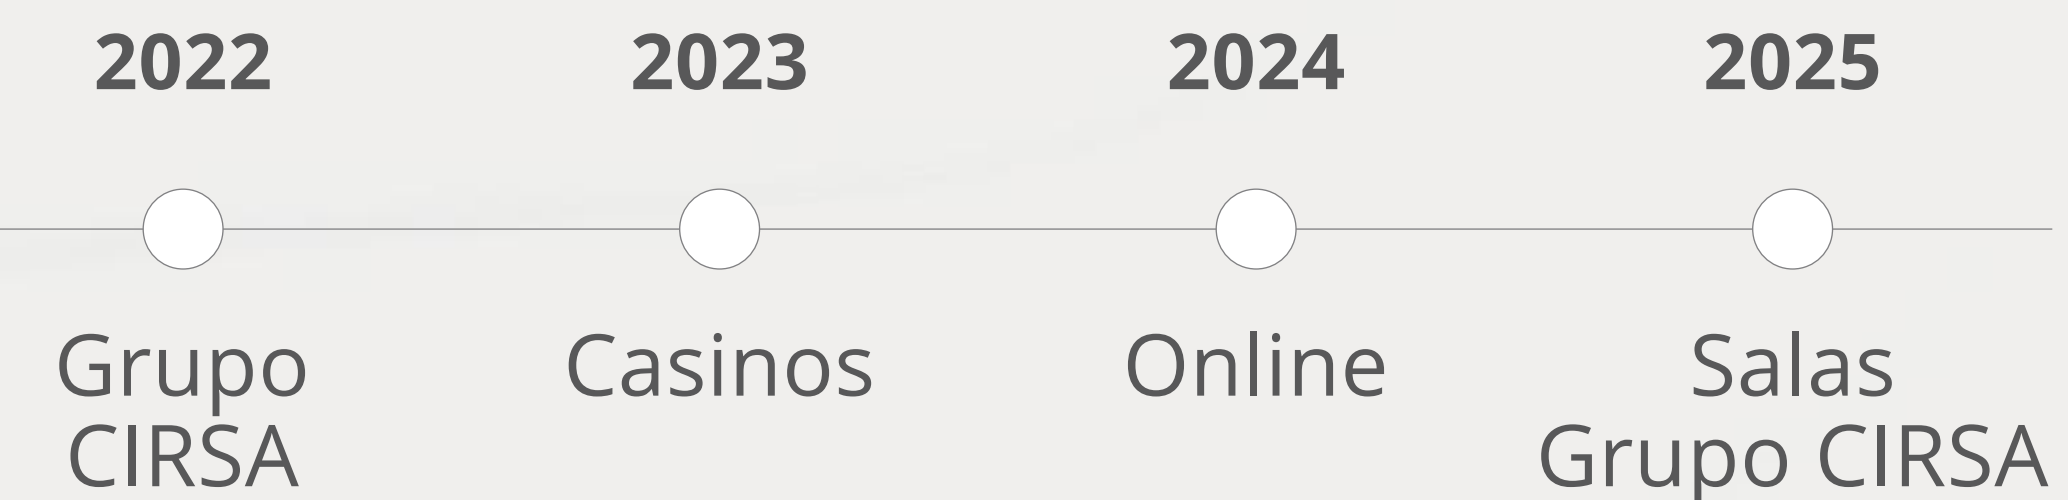 2022 2023 2024 2025
Grupo Casinos Online Salas
CIRSA Grupo CIRSA